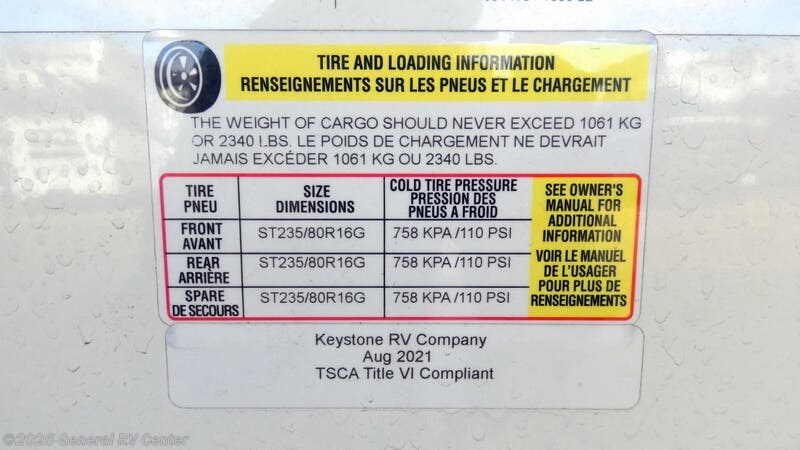 TIRE AND LOADING INFORMATION
RENSEIGNEMENTS SUR LES PNEUS ET LE CHARGEMENT
THE WEIGHT OF CARGO SHOULD NEVER EXCEED 1061 KG
OR 2340 LBS. LE POIDS DE CHARGEMENT NE DEVRAIT
JAMAIS EXCÉDER 1061 KG OU 2340 LBS.
TIRE
PNEU
SIZE
DIMENSIONS
COLD TIRE PRESSURE
PRESSION DES
PNEUS A FROID
FRONT
AVANT
ST235/80R16G
758 KPA /110 PSI
REAR
ARRIÈRE
ST235/80R16G
758 KPA /110 PSI
SPARE
DE SECOURS
ST235/80R16G
758 KPA /110 PSI
SEE OWNER'S
MANUAL FOR
ADDITIONAL
INFORMATION
VOIR LE MANUEL
DE L'USAGER
POUR PLUS DE
RENSEIGNEMENTS
Keystone RV Company
Aug 2021
TSCA Title VI Compliant
©2026 General RV Center